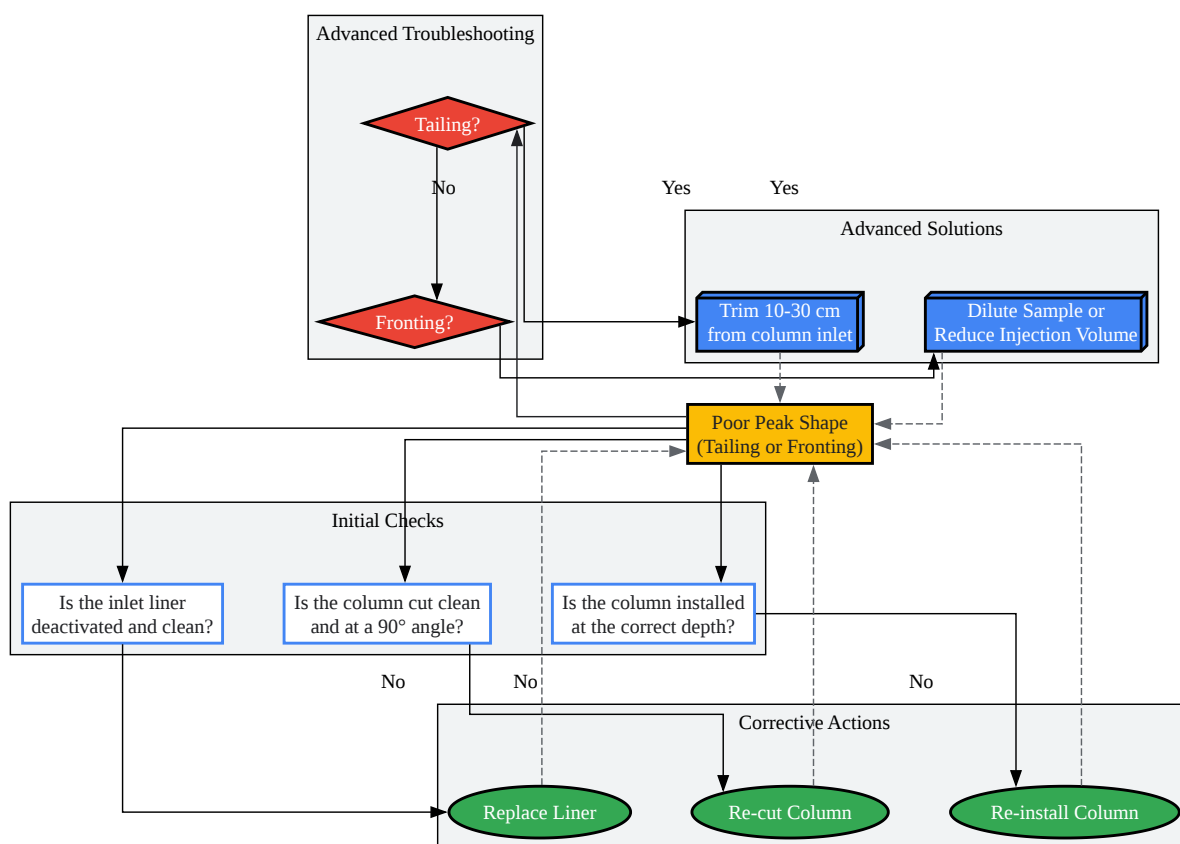 Advanced Troubleshooting
Tailing?
No
Yes
Yes
Advanced Solutions
Fronting?
Trim 10-30 cm
from column inlet
Dilute Sample or
Reduce Injection Volume
Poor Peak Shape
(Tailing or Fronting)
Initial Checks
Is the inlet liner
deactivated and clean?
Is the column cut clean
and at a 90° angle?
Is the column installed
at the correct depth?
No
No
No
Corrective Actions
Replace Liner
Re-cut Column
Re-install Column